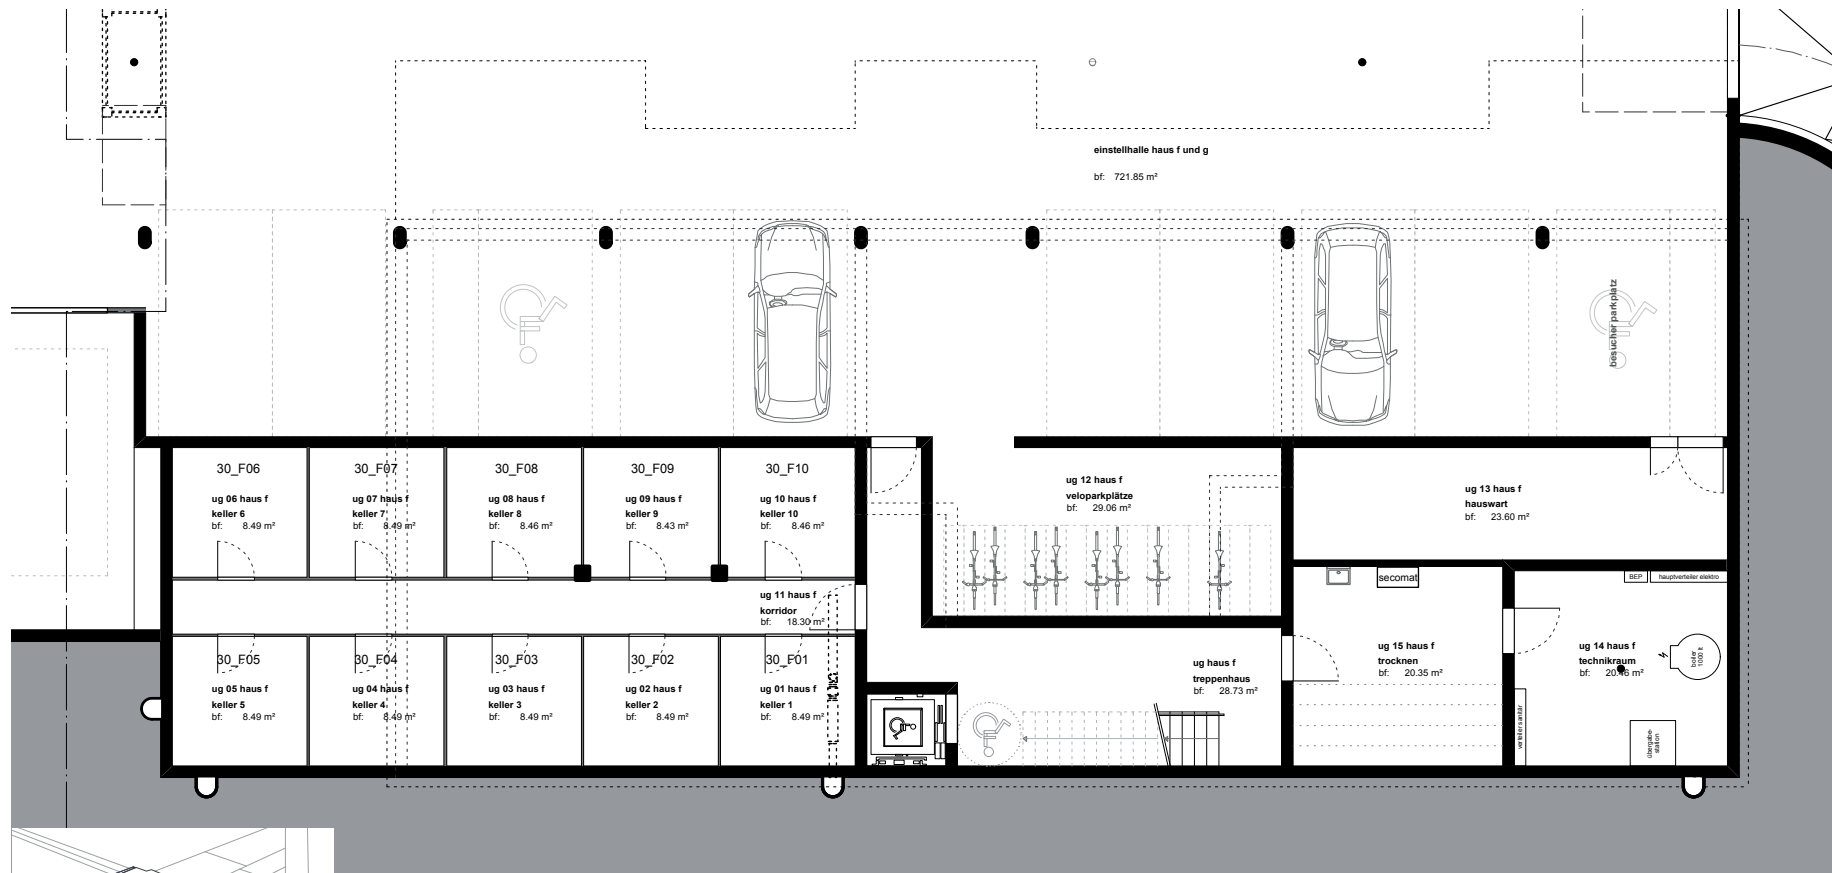 einstellhalle haus f und g
bf: 721.85 m²
besucher parkplatz
30_F06
ug 06 haus f
keller 6
bf: 8.49 m²
30_F07
ug 07 haus f
keller 7
bf: 8.49 m²
30_F08
ug 08 haus f
keller 8
bf: 8.46 m²
30_F09
ug 09 haus f
keller 9
bf: 8.43 m²
30_F10
ug 10 haus f
keller 10
bf: 8.46 m²
ug 12 haus f
veloparkplätze
bf: 29.06 m²
ug 13 haus f
hauswart
bf: 23.60 m²
secomat
BEP
hauptverteiler elektro
ug 11 haus f
korridor
bf: 18.30 m²
30_F05
ug 05 haus f
keller 5
bf: 8.49 m²
30_F04
ug 04 haus f
keller 4
bf: 8.49 m²
30_F03
ug 03 haus f
keller 3
bf: 8.49 m²
30_F02
ug 02 haus f
keller 2
bf: 8.49 m²
30_F01
ug 01 haus f
keller 1
bf: 8.49 m²
ug haus f
treppenhaus
bf: 28.73 m²
ug 15 haus f
trocknen
bf: 20.35 m²
ug 14 haus f
technikraum
bf: m²
boiler
1000 lt
verteiler sanitär
übergabe-
station